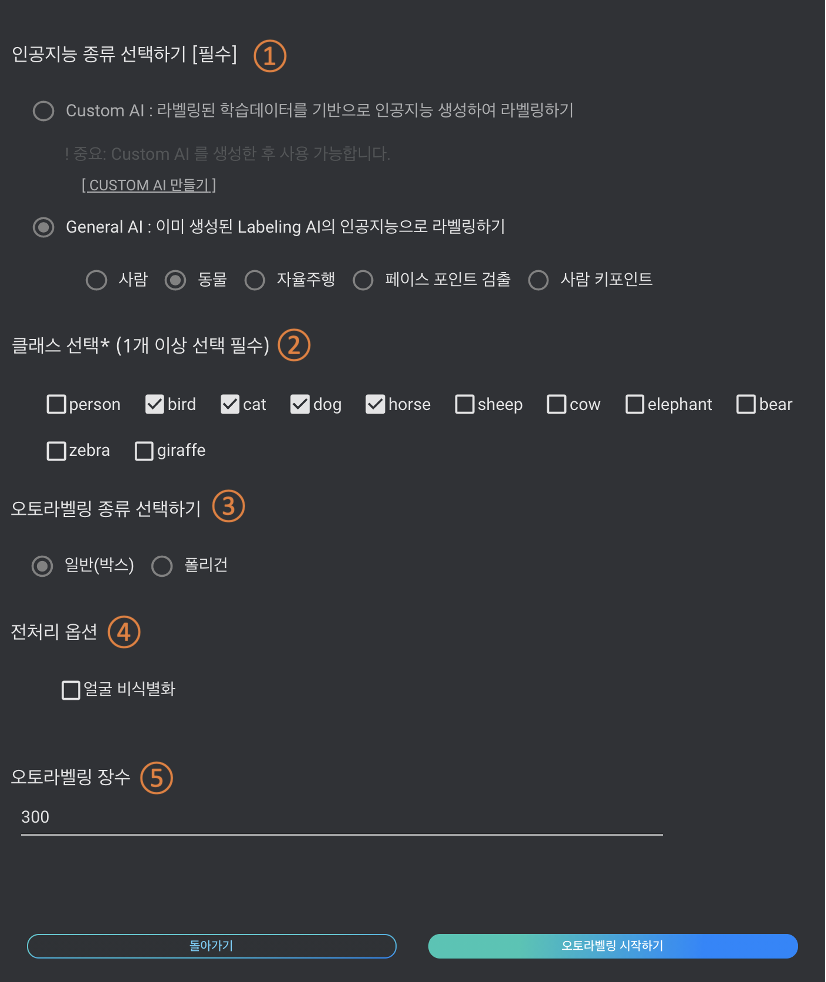 인공지능 종류 선택하기 [필수] ①
Custom AI : 라벨링된 학습데이터를 기반으로 인공지능 생성하여 라벨링하기
! 중요: Custom AI 를 생성한 후 사용 가능합니다.
[ CUSTOM AI 만들기 ]
General AI : 이미 생성된 Labeling AI의 인공지능으로 라벨링하기
사람 동물 자율주행 페이스 포인트 검출 사람 키포인트
클래스 선택* (1개 이상 선택 필수) ②
person bird cat dog horse sheep cow elephant bear
zebra giraffe
오토라벨링 종류 선택하기 ③
일반(박스) 폴리건
전처리 옵션 ④
얼굴 비식별화
오토라벨링 장수 ⑤
300
돌아가기 오토라벨링 시작하기